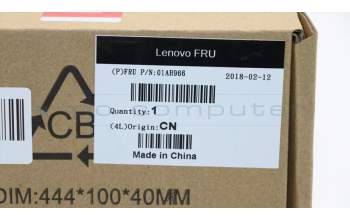 Lenovo FRU
(P)FRU P/N:01AH966
2018-02-12
Quantity:1
(4L)Origin:CN
Made in China
CB
DIM:444*100*40MM